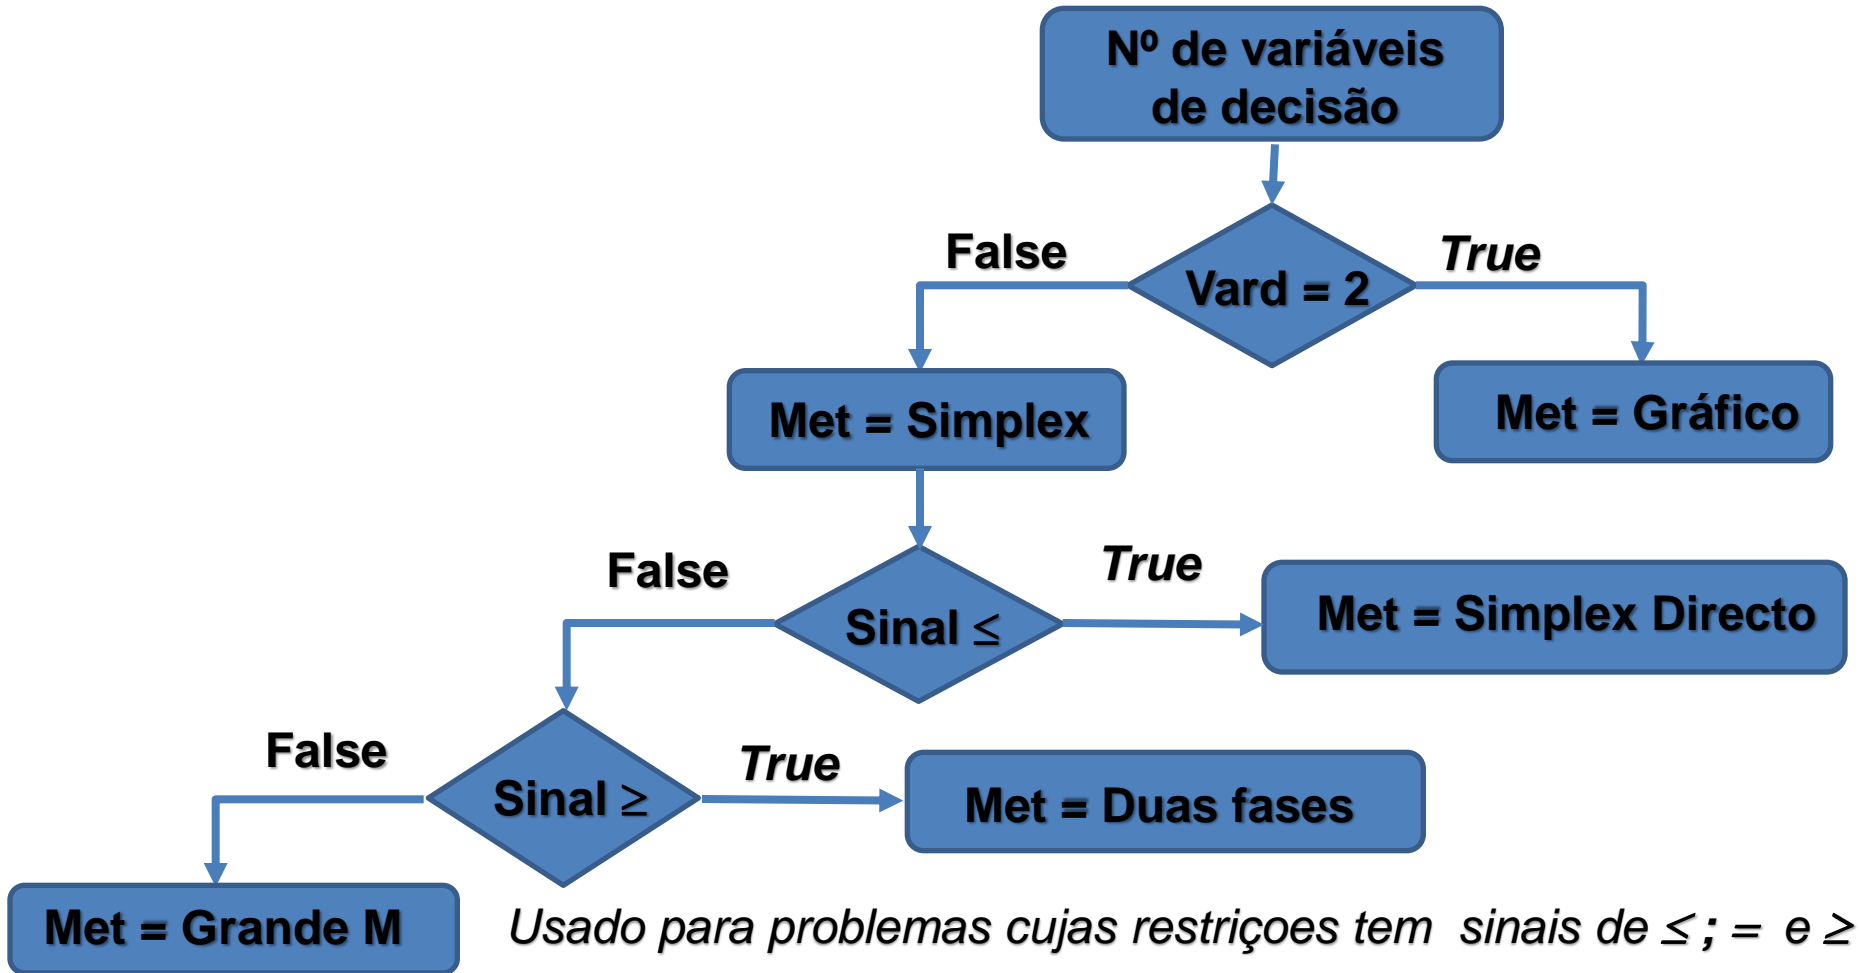 Nº de variáveis
de decisão
False
True
Vard = 2
Met = Simplex
Met = Gráfico
False
True
Sinal ≤
Met = Simplex Directo
False
True
Sinal ≥
Met = Duas fases
Met = Grande M
Usado para problemas cujas restriçoes tem sinais de ≤ ; = e ≥